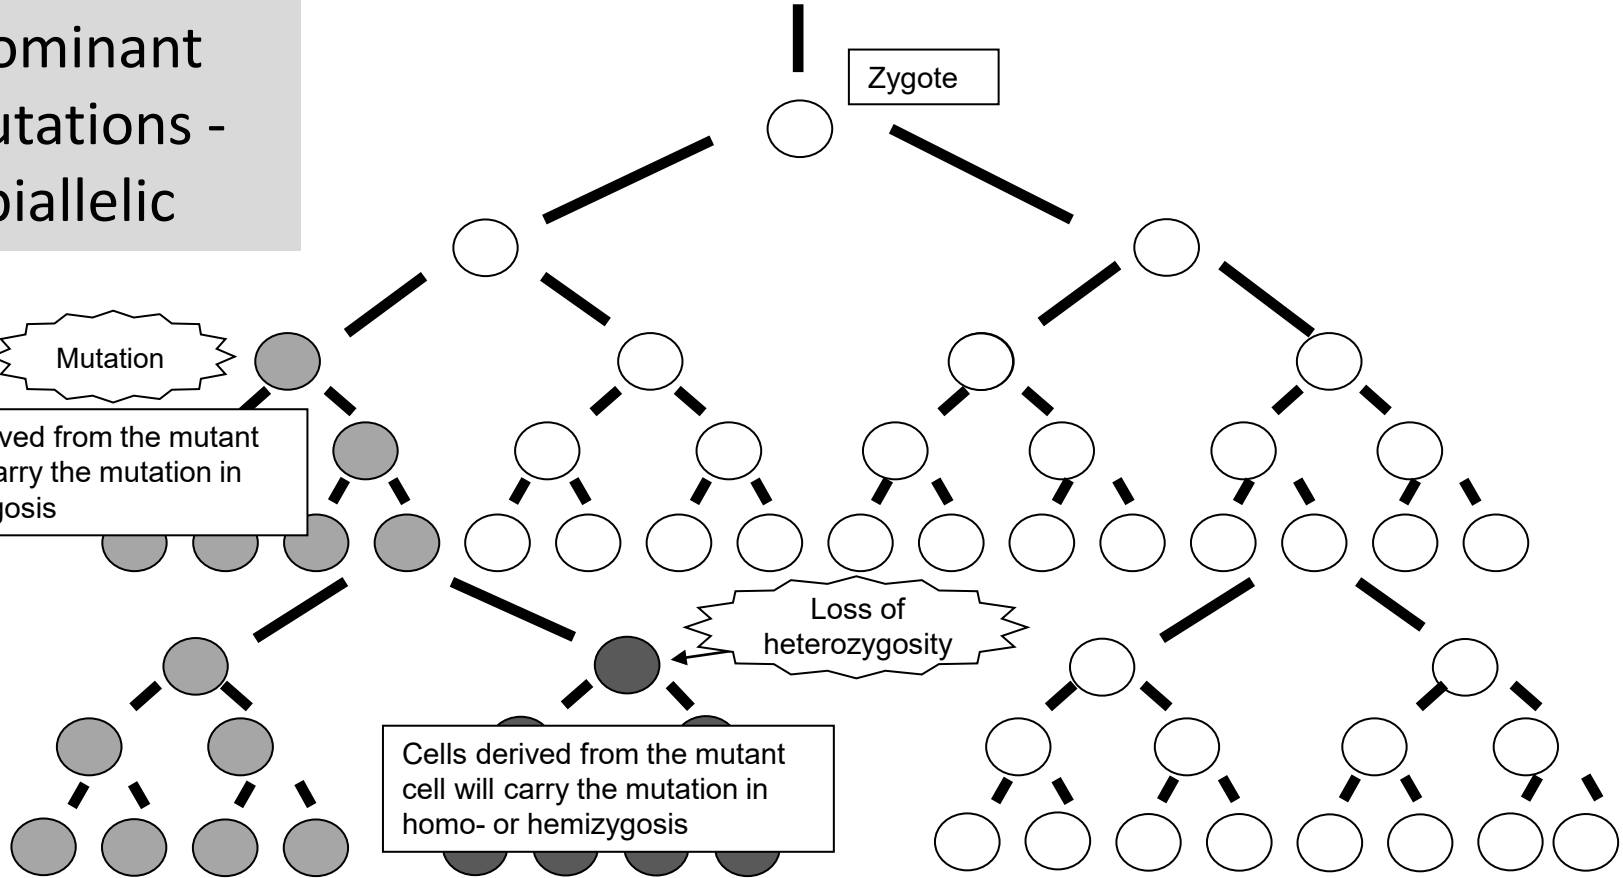 ominant
utations -
biallelic
Zygote
Mutation
ved from the mutant
arry the mutation in
gosis
Loss of
heterozygosity
Cells derived from the mutant
cell will carry the mutation in
homo- or hemizygosis